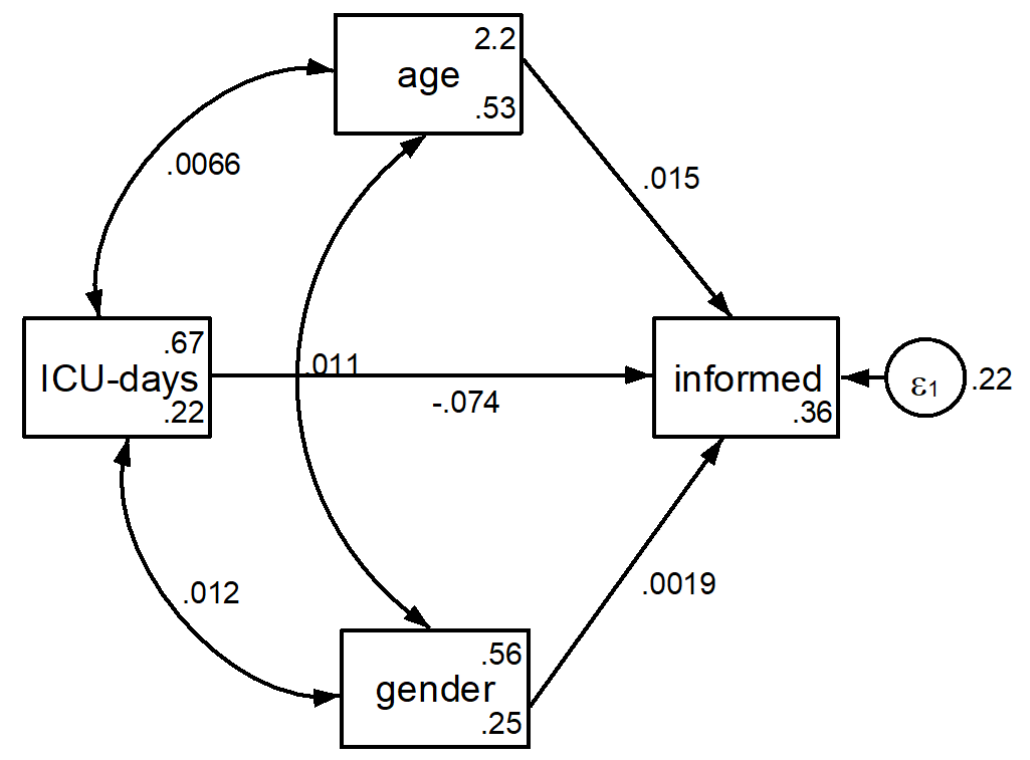 2.2
age
.53
.0066
.015
.67
ICU-days
.22
.011
-.074
informed
.36
ε1
.22
.012
.0019
.56
gender
.25